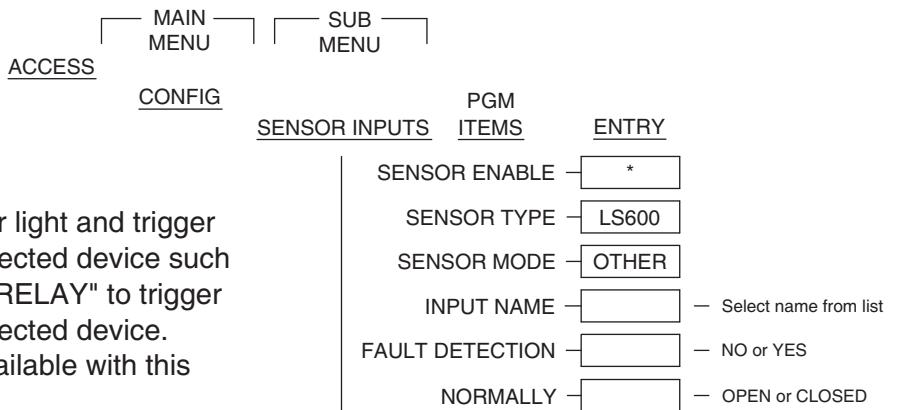 MAIN
MENU
SUB
MENU
ACCESS
CONFIG
SENSOR INPUTS
PGM
ITEMS
ENTRY
SENSOR ENABLE *
SENSOR TYPE LS600
SENSOR MODE OTHER
INPUT NAME Select name from list
FAULT DETECTION NO or YES
NORMALLY OPEN or CLOSED
r light and trigger
ected device such
RELAY" to trigger
ected device.
ailable with this